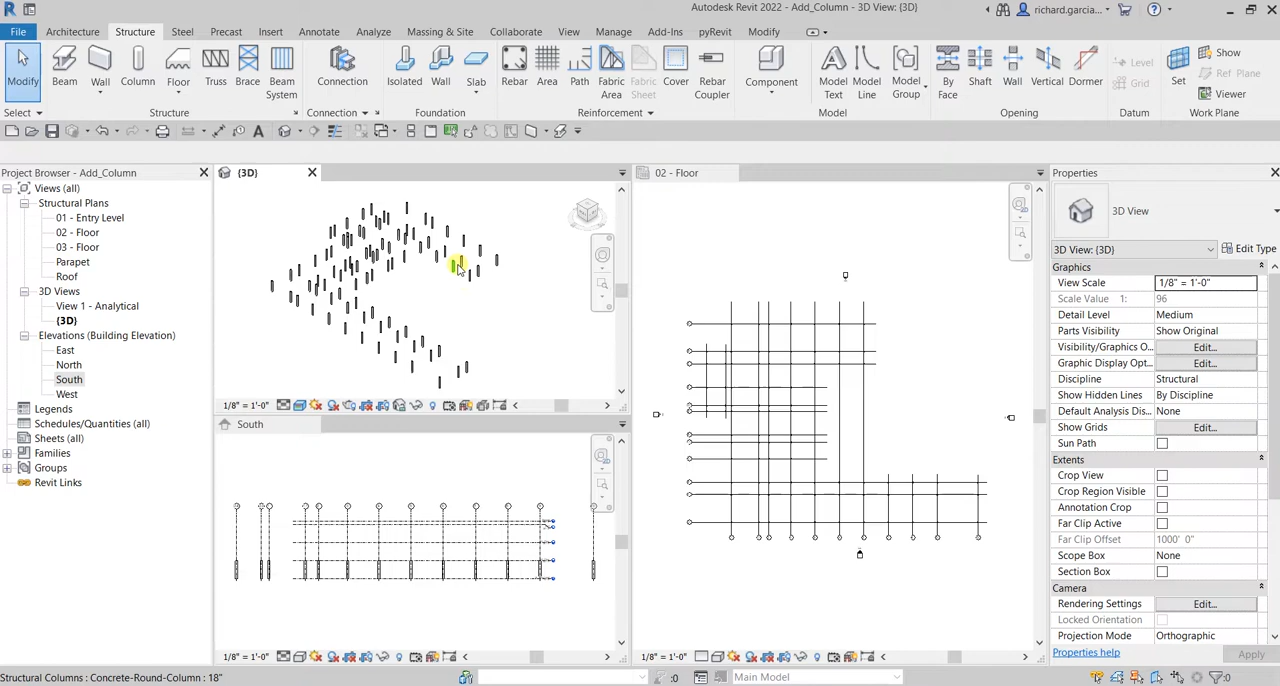 Autodesk Revit 2022 - Add_Column - 3D View: {3D}
richard.garcia...
File Architecture Structure Steel Precast Insert Annotate Analyze Massing & Site Collaborate View Manage Add-Ins pyRevit Modify
Modify Beam Wall Column Floor Truss Brace Beam System Connection Isolated Wall Slab Rebar Area Path Fabric Area Fabric Sheet Cover Rebar Coupler Component Model Text Model Line Model Group By Face Shaft Wall Vertical Dormer Level Grid Set Show Ref Plane Viewer
Select Structure Connection Foundation Reinforcement Model Opening Datum Work Plane
Project Browser - Add_Column
Views (all)
Structural Plans
01 - Entry Level
02 - Floor
03 - Floor
Parapet
Roof
3D Views
View 1 - Analytical
{3D}
Elevations (Building Elevation)
East
North
South
West
Legends
Schedules/Quantities (all)
Sheets (all)
Families
Groups
Revit Links
{3D}
1/8" = 1'-0"
South
1/8" = 1'-0"
02 - Floor
1/8" = 1'-0"
Properties
3D View
3D View: {3D} Edit Type
Graphics
View Scale 1/8" = 1'-0"
Scale Value 1: 96
Detail Level Medium
Parts Visibility Show Original
Visibility/Graphics O... Edit...
Graphic Display Opt... Edit...
Discipline Structural
Show Hidden Lines By Discipline
Default Analysis Dis... None
Show Grids Edit...
Sun Path
Extents
Crop View
Crop Region Visible
Annotation Crop
Far Clip Active
Far Clip Offset 1000' 0"
Scope Box None
Section Box
Camera
Rendering Settings Edit...
Locked Orientation
Projection Mode Orthographic
Properties help Apply
Structural Columns : Concrete-Round-Column : 18"
:0 Main Model :0